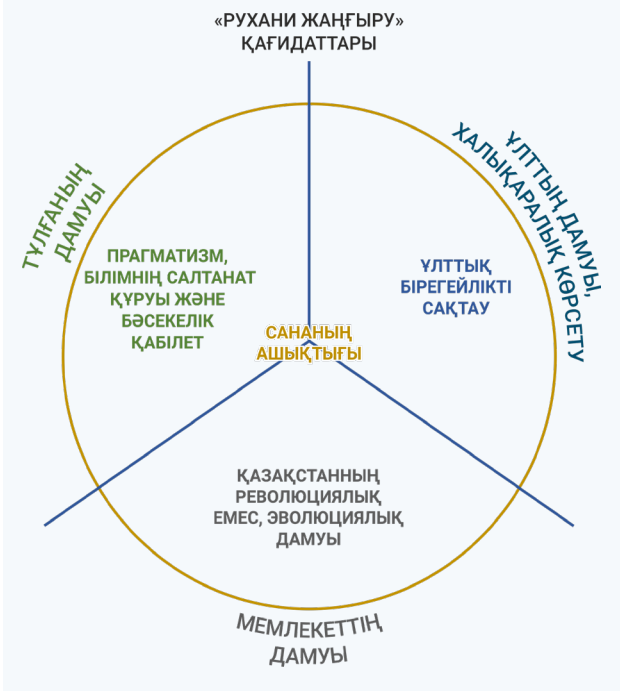 «РУХАНИ ЖАҢҒЫРУ»
ҚАҒИДАТТАРЫ
ТҰЛҒАНЫҢ
ДАМУЫ
ПРАГМАТИЗМ,
БІЛІМНІҢ САЛТАНАТ
ҚҰРУЫ ЖӘНЕ
БӘСЕКЕЛІК
ҚАБІЛЕТ
ҰЛТТЫҢ ДАМУЫ,
ХАЛЫҚАРАЛЫҚ КӨРСЕТУ
ҰЛТТЫҚ
БІРЕГЕЙЛІКТІ
САҚТАУ
САНАНЫҢ
АШЫҚТЫҒЫ
ҚАЗАҚСТАННЫҢ
РЕВОЛЮЦИЯЛЫҚ
ЕМЕС, ЭВОЛЮЦИЯЛЫҚ
ДАМУЫ
МЕМЛЕКЕТТІҢ
ДАМУЫ